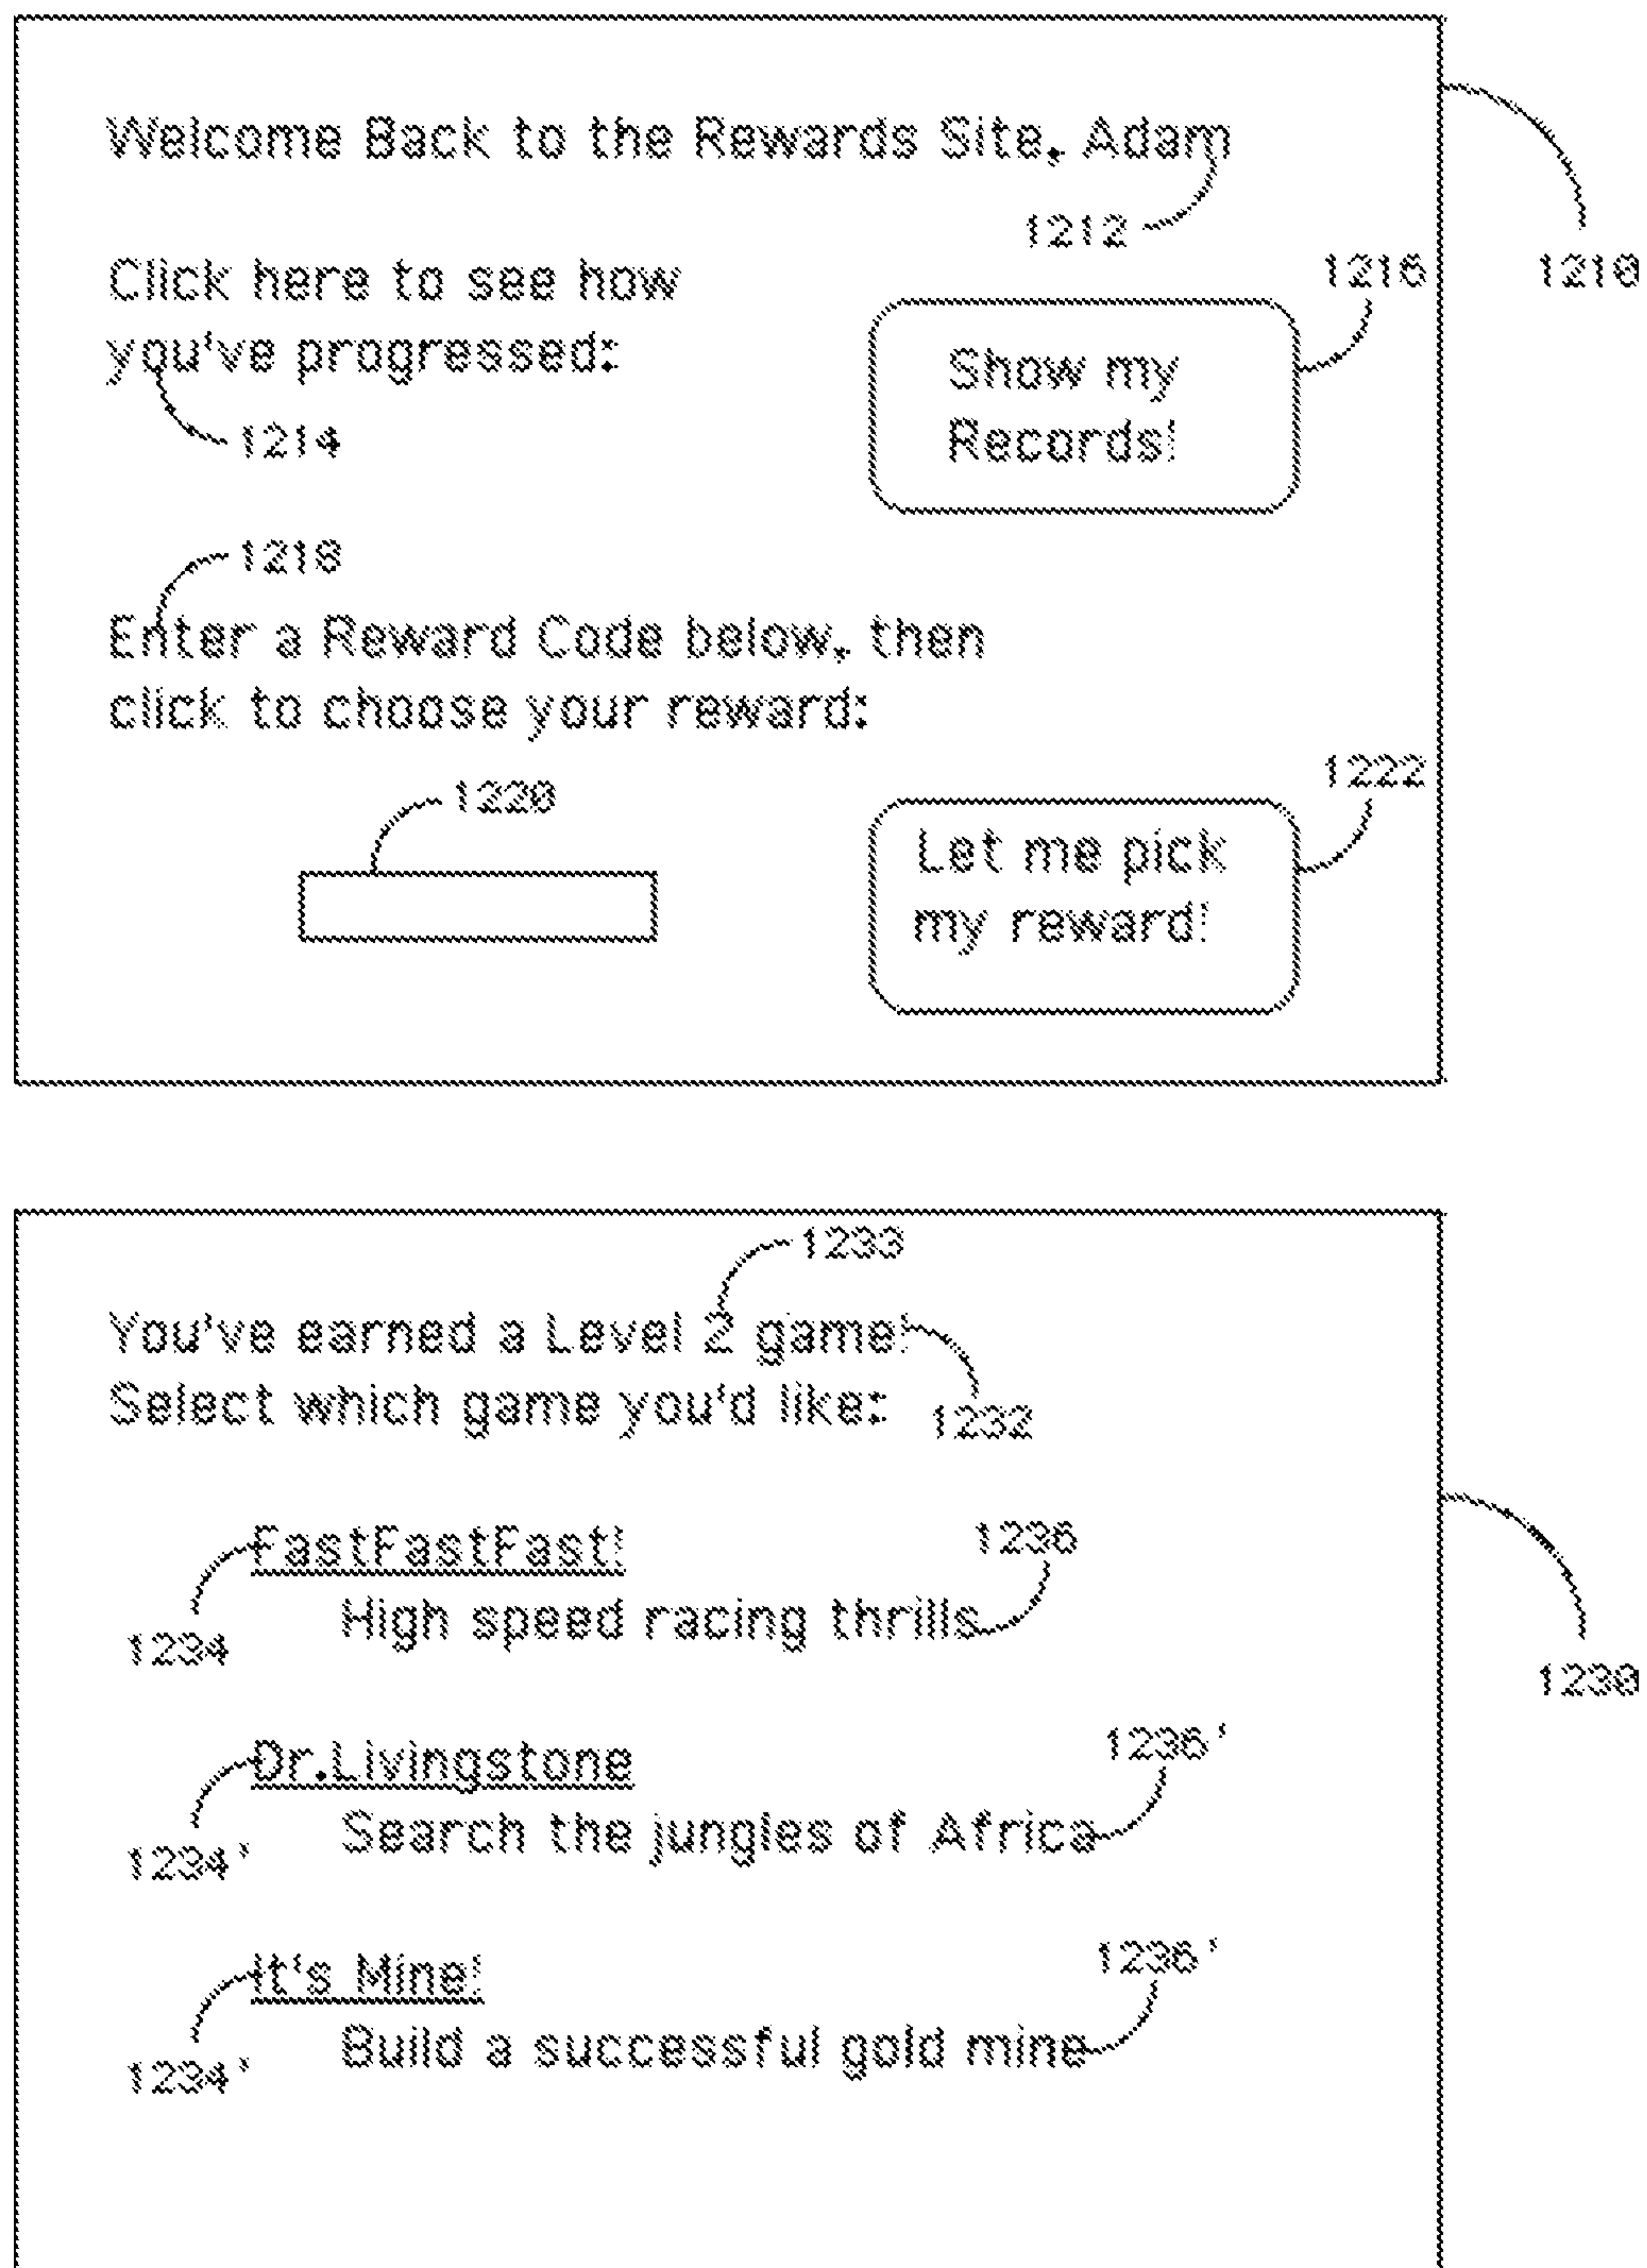 Welcome Back to the Rewards Site, Adam
1212
1210
Click here to see how
you've progressed:
1214
1216
Show my
Records!
1218
Enter a Reward Code below, then
click to choose your reward:
1220
1222
Let me pick
my reward!
1233
You've earned a Level 2 game!
Select which game you'd like:
1232
FastFastFast!
1236
High speed racing thrills
1234
1230
Dr.Livingstone
1236'
Search the jungles of Africa
1234'
It's Mine!
1236'
Build a successful gold mine
1234'